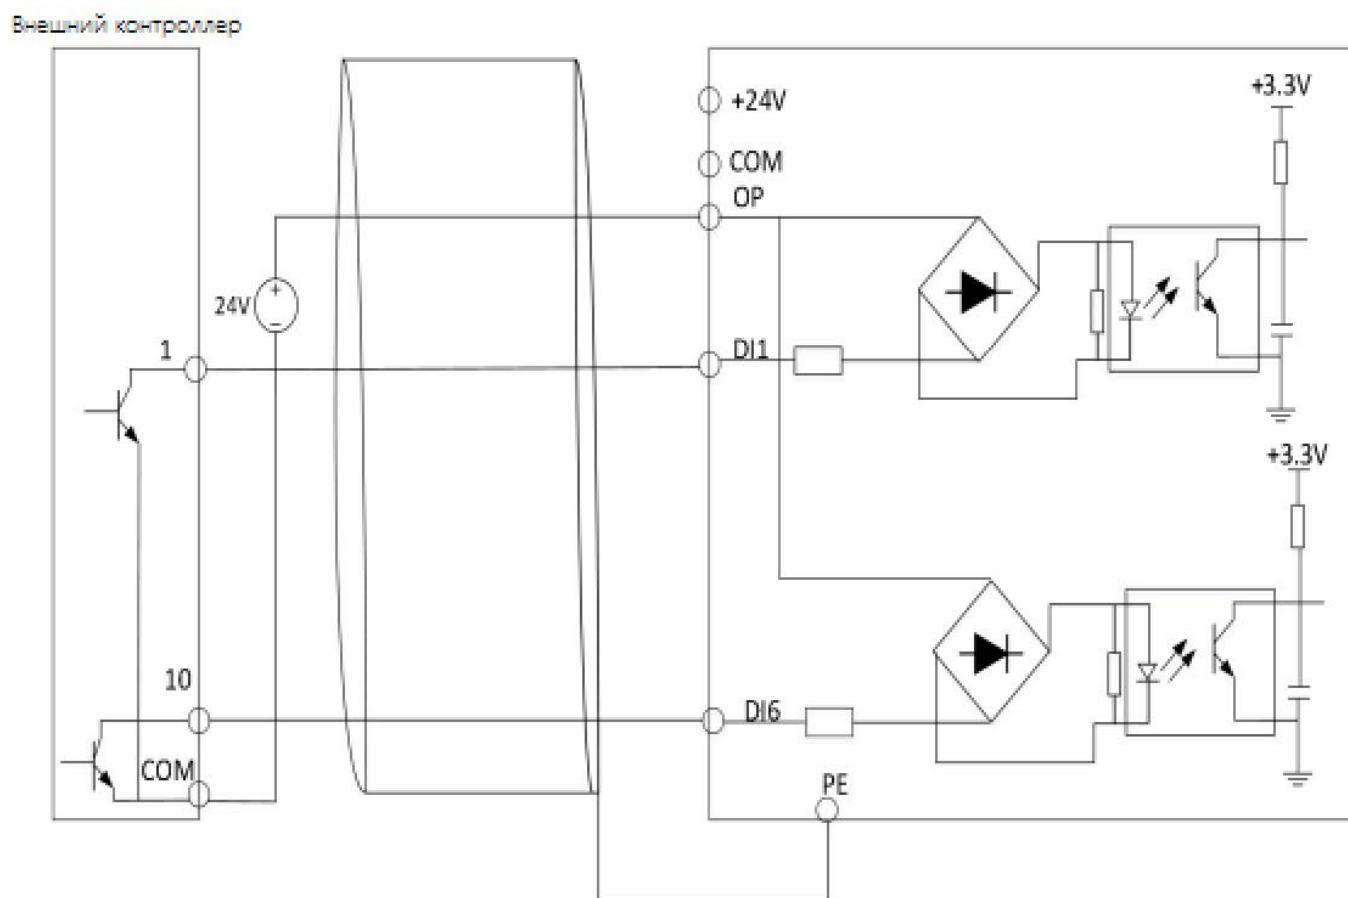 Внешний контроллер
+24V
+3.3V
COM
OP
24V
+
−
1
DI1
+3.3V
10
DI6
COM
PE